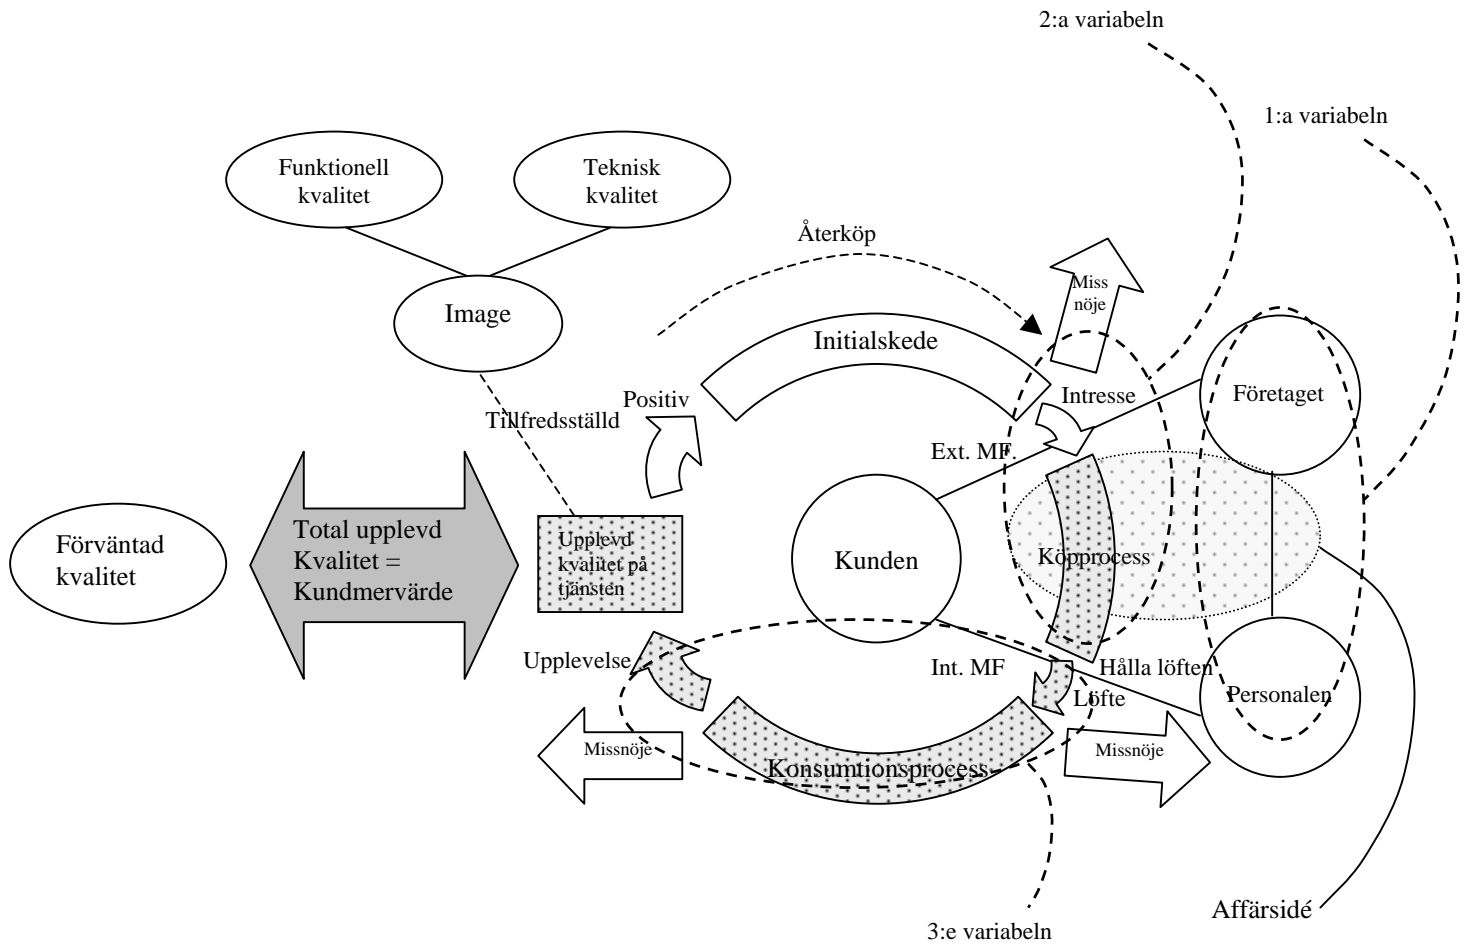 2:a variabeln
1:a variabeln
Funktionell
kvalitet
Teknisk
kvalitet
Återköp
Miss
nöje
Image
Initialskede
Positiv
Intresse
Företaget
Tillfredsställd
Ext. MF.
Förväntad
kvalitet
Total upplevd
Kvalitet =
Kundmervärde
Upplevd
kvalitet på
tjänsten
Kunden
Köpprocess
Upplevelse
Int. MF
Hålla löften
Löfte
Personalen
Missnöje
Konsumtionsprocess
Missnöje
Affärsidé
3:e variabeln